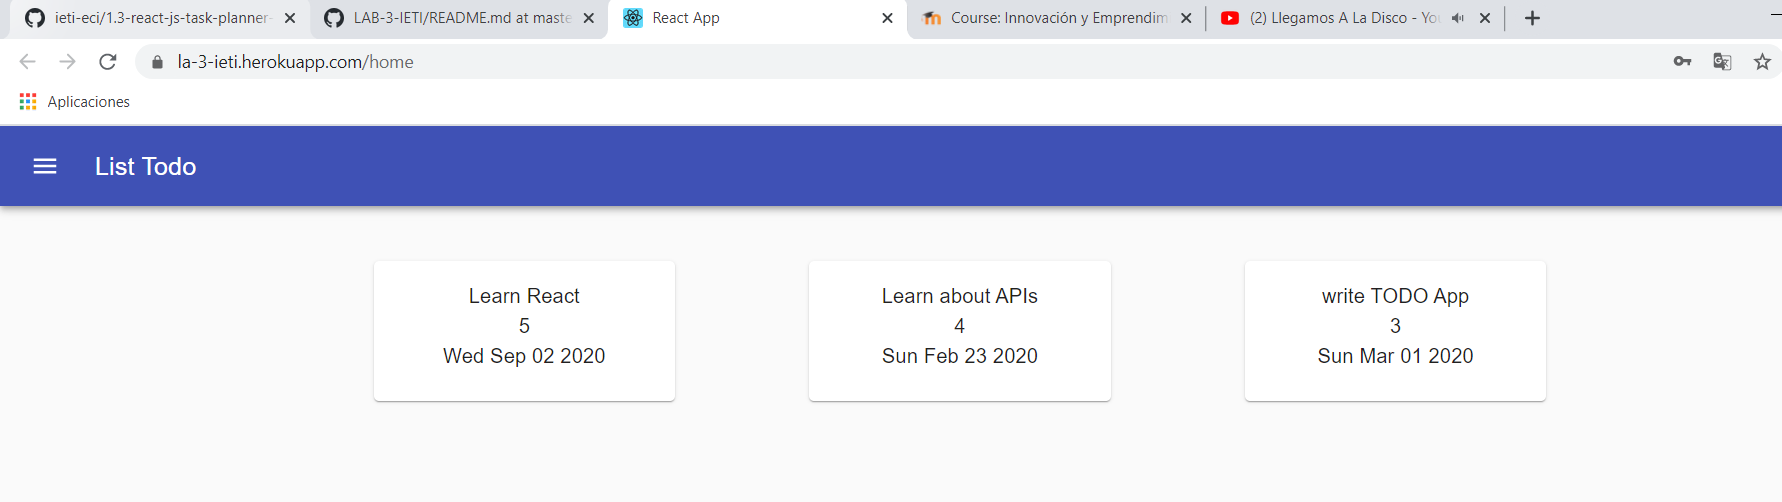 ieti-eci/1.3-react-js-task-planner-
LAB-3-IETI/README.md at maste
React App
Course: Innovación y Emprendim
(2) Llegamos A La Disco - You
la-3-ieti.herokuapp.com/home
Aplicaciones
List Todo
Learn React
5
Wed Sep 02 2020
Learn about APIs
4
Sun Feb 23 2020
write TODO App
3
Sun Mar 01 2020